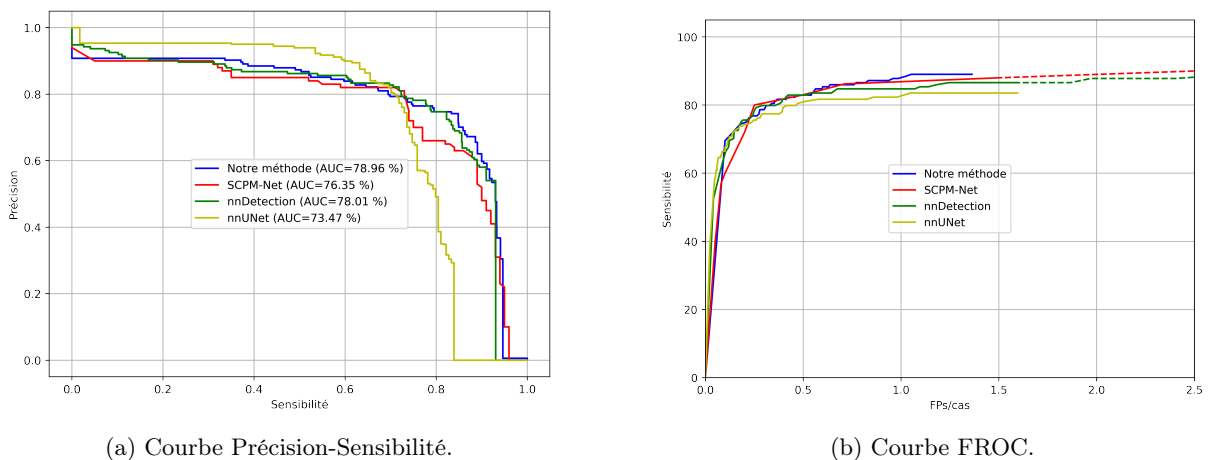 1.0
0.8
0.6
0.4
0.2
0.0
Précision
0.0 0.2 0.4 0.6 0.8 1.0
Sensibilité
Notre méthode (AUC=78.96 %)
SCPM-Net (AUC=76.35 %)
nnDetection (AUC=78.01 %)
nnUNet (AUC=73.47 %)
(a) Courbe Précision-Sensibilité.
100
80
60
40
20
0
Sensibilité
0.0 0.5 1.0 1.5 2.0 2.5
FPs/cas
Notre méthode
SCPM-Net
nnDetection
nnUNet
(b) Courbe FROC.